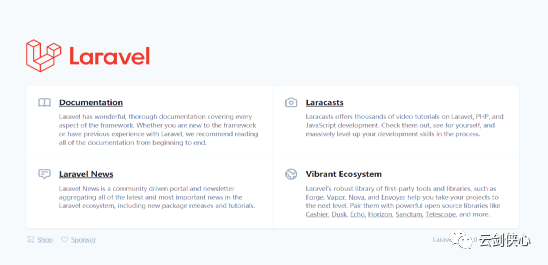 Laravel
Documentation
Laravel has wonderful, thorough documentation covering every
aspect of the framework. Whether you are new to the framework
or have previous experience with Laravel, we recommend reading
all of the documentation from beginning to end.
Laracasts
Laracasts offers thousands of video tutorials on Laravel, PHP, and
JavaScript development. Check them out, see for yourself, and
massively level up your development skills in the process.
Laravel News
Laravel News is a community driven portal and newsletter
aggregating all of the latest and most important news in the
Laravel ecosystem, including new package releases and tutorials.
Vibrant Ecosystem
Laravel's robust library of first-party tools and libraries, such as
Forge, Vapor, Nova, and Envoyer help you take your projects to
the next level. Pair them with powerful open source libraries like
Cashier, Dusk, Echo, Horizon, Sanctum, Telescope, and more.
Shop Sponsor
云剑侠心